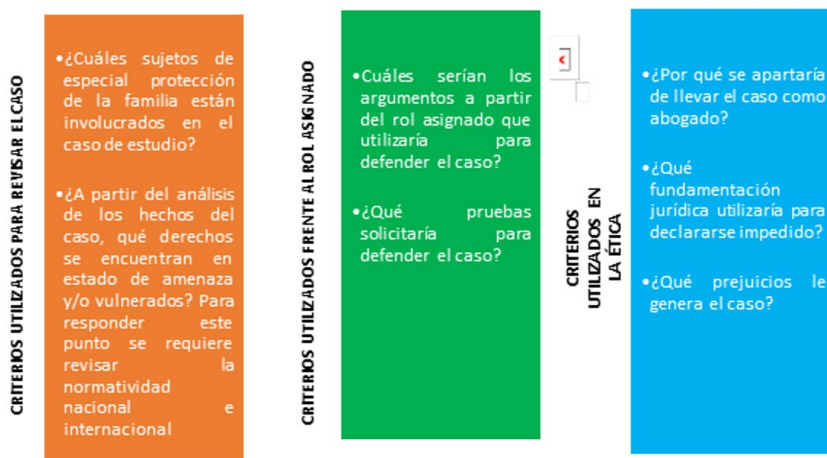 CRITERIOS UTILIZADOS PARA REVISAR EL CASO
•¿Cuáles sujetos de
especial protección
de la familia están
involucrados en el
caso de estudio?
•¿A partir del análisis
de los hechos del
caso, qué derechos
se encuentran en
estado de amenaza
y/o vulnerados? Para
responder este
punto se requiere
revisar la
normatividad
nacional e
internacional
CRITERIOS UTILIZADOS FRENTE AL ROL ASIGNADO
•Cuáles serían los
argumentos a partir
del rol asignado que
utilizaría para
defender el caso?
•¿Qué pruebas
solicitaría para
defender el caso?
CRITERIOS
UTILIZADOS EN
LA ÉTICA
•¿Por qué se apartaría
de llevar el caso como
abogado?
•¿Qué
fundamentación
jurídica utilizaría para
declararse impedido?
•¿Qué prejuicios le
genera el caso?